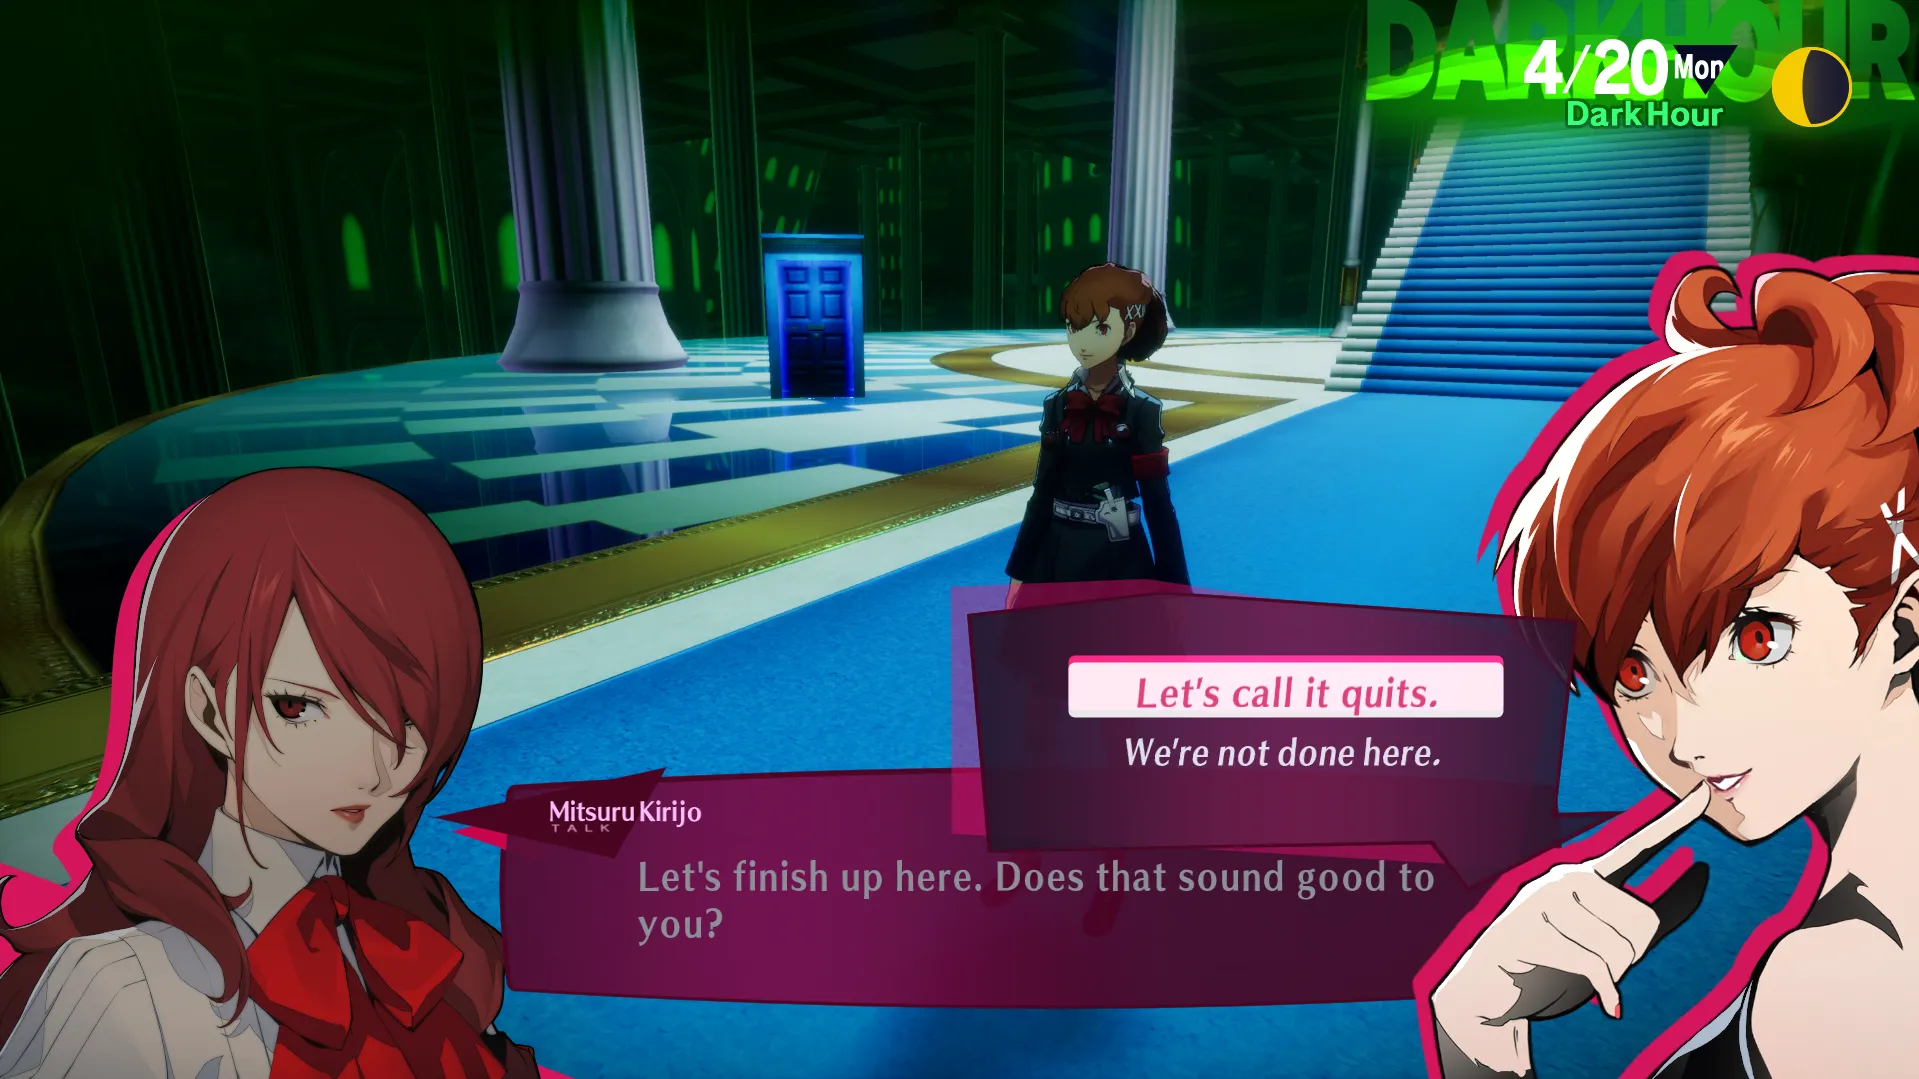 DARK HOUR
4/20 Mon
Dark Hour
Let's call it quits.
We're not done here.
Mitsuru Kirijo
TALK
Let's finish up here. Does that sound good to
you?